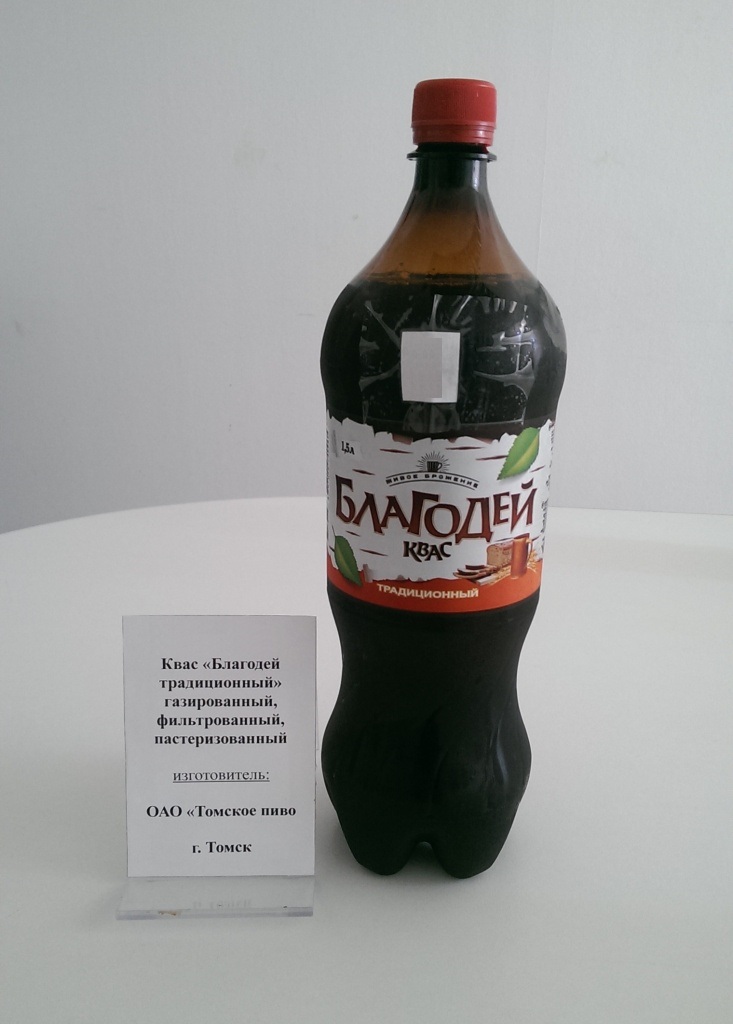 1,5л
ЖИВОЕ БРОЖЕНИЕ
БЛАГОДЕЙ
КВАС
ТРАДИЦИОННЫЙ
Квас «Благодей
традиционный»
газированный,
фильтрованный,
пастеризованный
изготовитель:
ОАО «Томское пиво
г. Томск